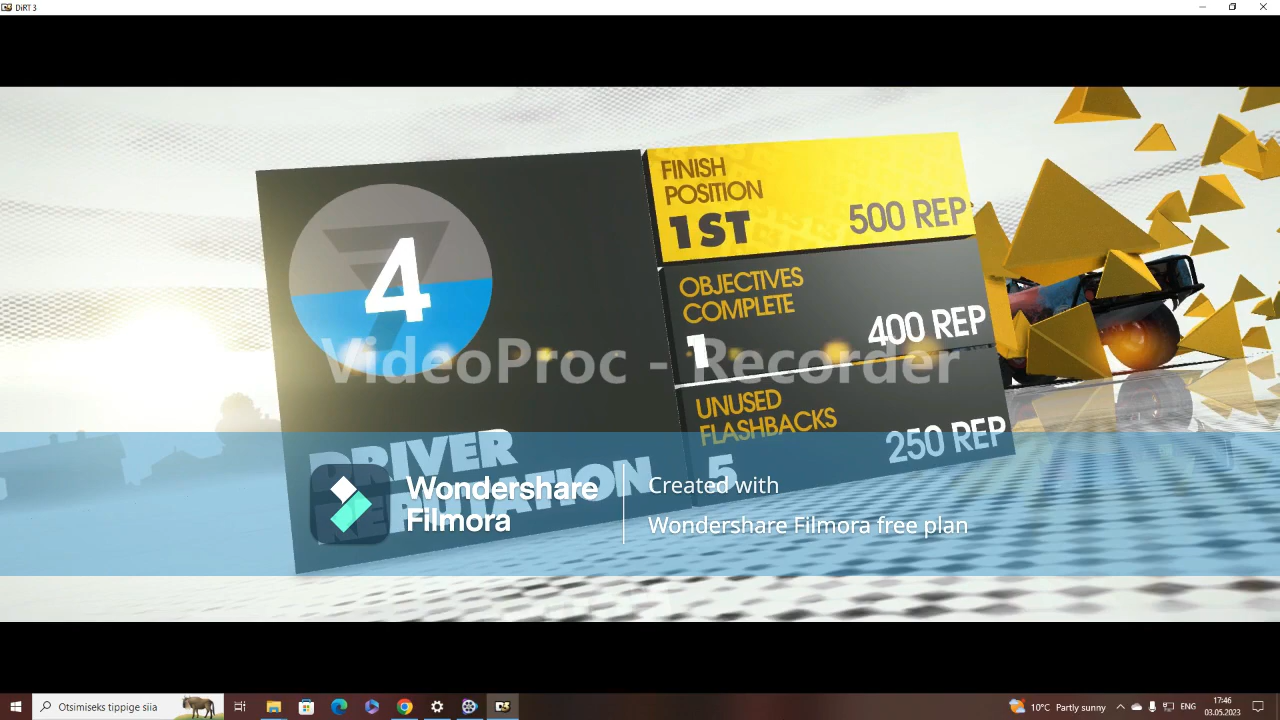 DiRT 3
FINISH
POSITION
1ST
500 REP
4
OBJECTIVES
COMPLETE
1
400 REP
VideoProc - Recorder
UNUSED
FLASHBACKS
5
250 REP
DRIVER
REPUTATION
Wondershare
Filmora
Created with
Wondershare Filmora free plan
Otsimiseks tippige siia
10°C Partly sunny
ENG
17:46
03.05.2023